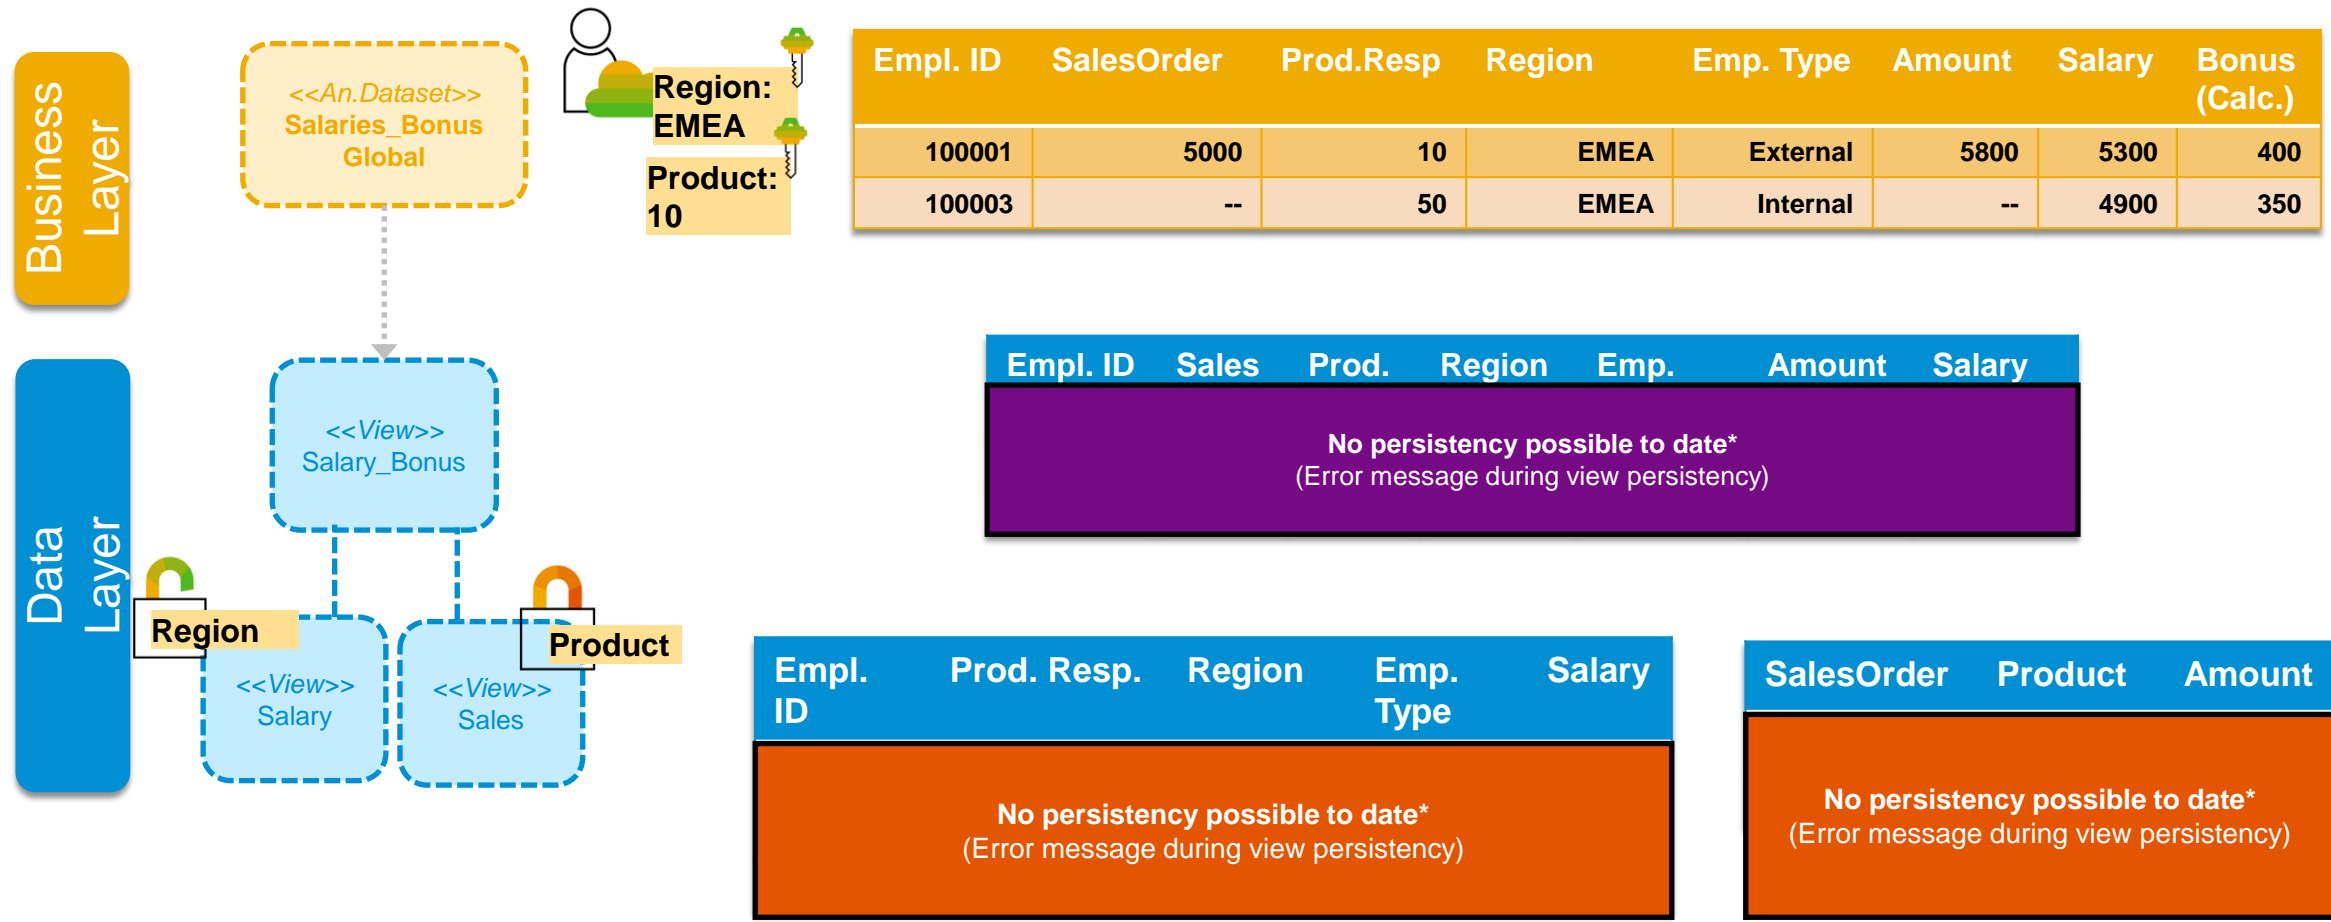 Business
Layer
<<An.Dataset>>
Salaries_Bonus
Global
Region:
EMEA
Product:
10
Empl. ID SalesOrder Prod.Resp Region Emp. Type Amount Salary Bonus
(Calc.)
100001 5000 10 EMEA External 5800 5300 400
100003 -- 50 EMEA Internal -- 4900 350
Data
Layer
<<View>>
Salary_Bonus
Empl. ID Sales Prod. Region Emp. Amount Salary
No persistency possible to date*
(Error message during view persistency)
Region
Product
<<View>>
Salary
<<View>>
Sales
Empl. Prod. Resp. Region Emp. Salary
ID Type
No persistency possible to date*
(Error message during view persistency)
SalesOrder Product Amount
No persistency possible to date*
(Error message during view persistency)